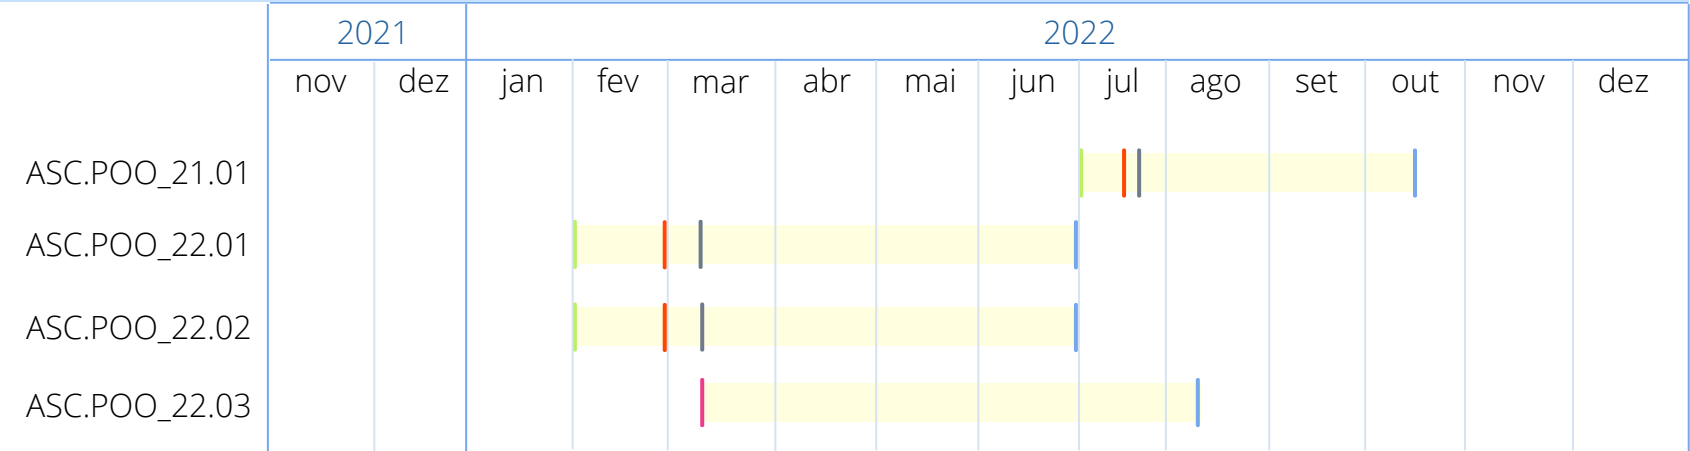 2021 2022
nov dez jan fev mar abr mai jun jul ago set out nov dez
ASC.POO_21.01
ASC.POO_22.01
ASC.POO_22.02
ASC.POO_22.03